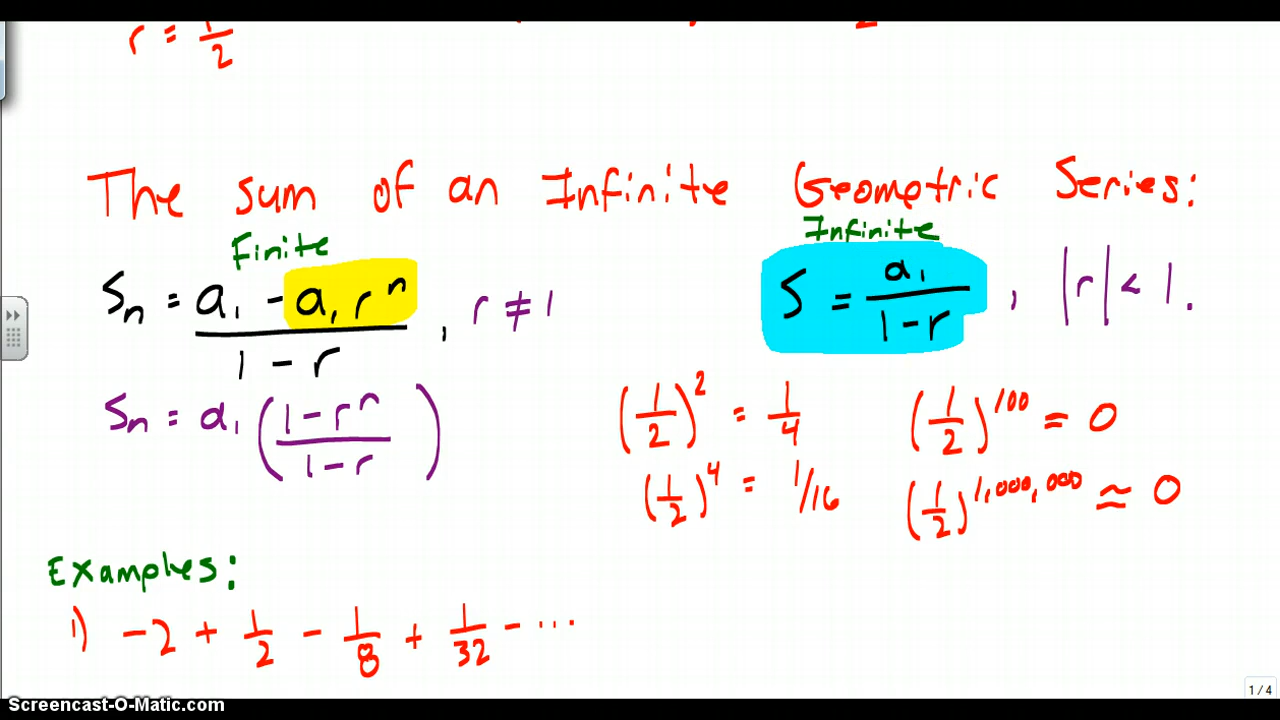 r = 1/2
The sum of an Infinite Geometric Series:
Finite
Infinite
Sn = (a₁ - a₁rⁿ)/(1 - r), r ≠ 1
S = a₁/(1 - r), |r| < 1.
Sn = a₁((1 - rⁿ)/(1 - r))
(1/2)² = 1/4
(1/2)¹⁰⁰ = 0
(1/2)⁴ = 1/16
(1/2)^1,000,000 ≈ 0
Examples:
1) -2 + 1/2 - 1/8 + 1/32 - ...
1/4
Screencast-O-Matic.com